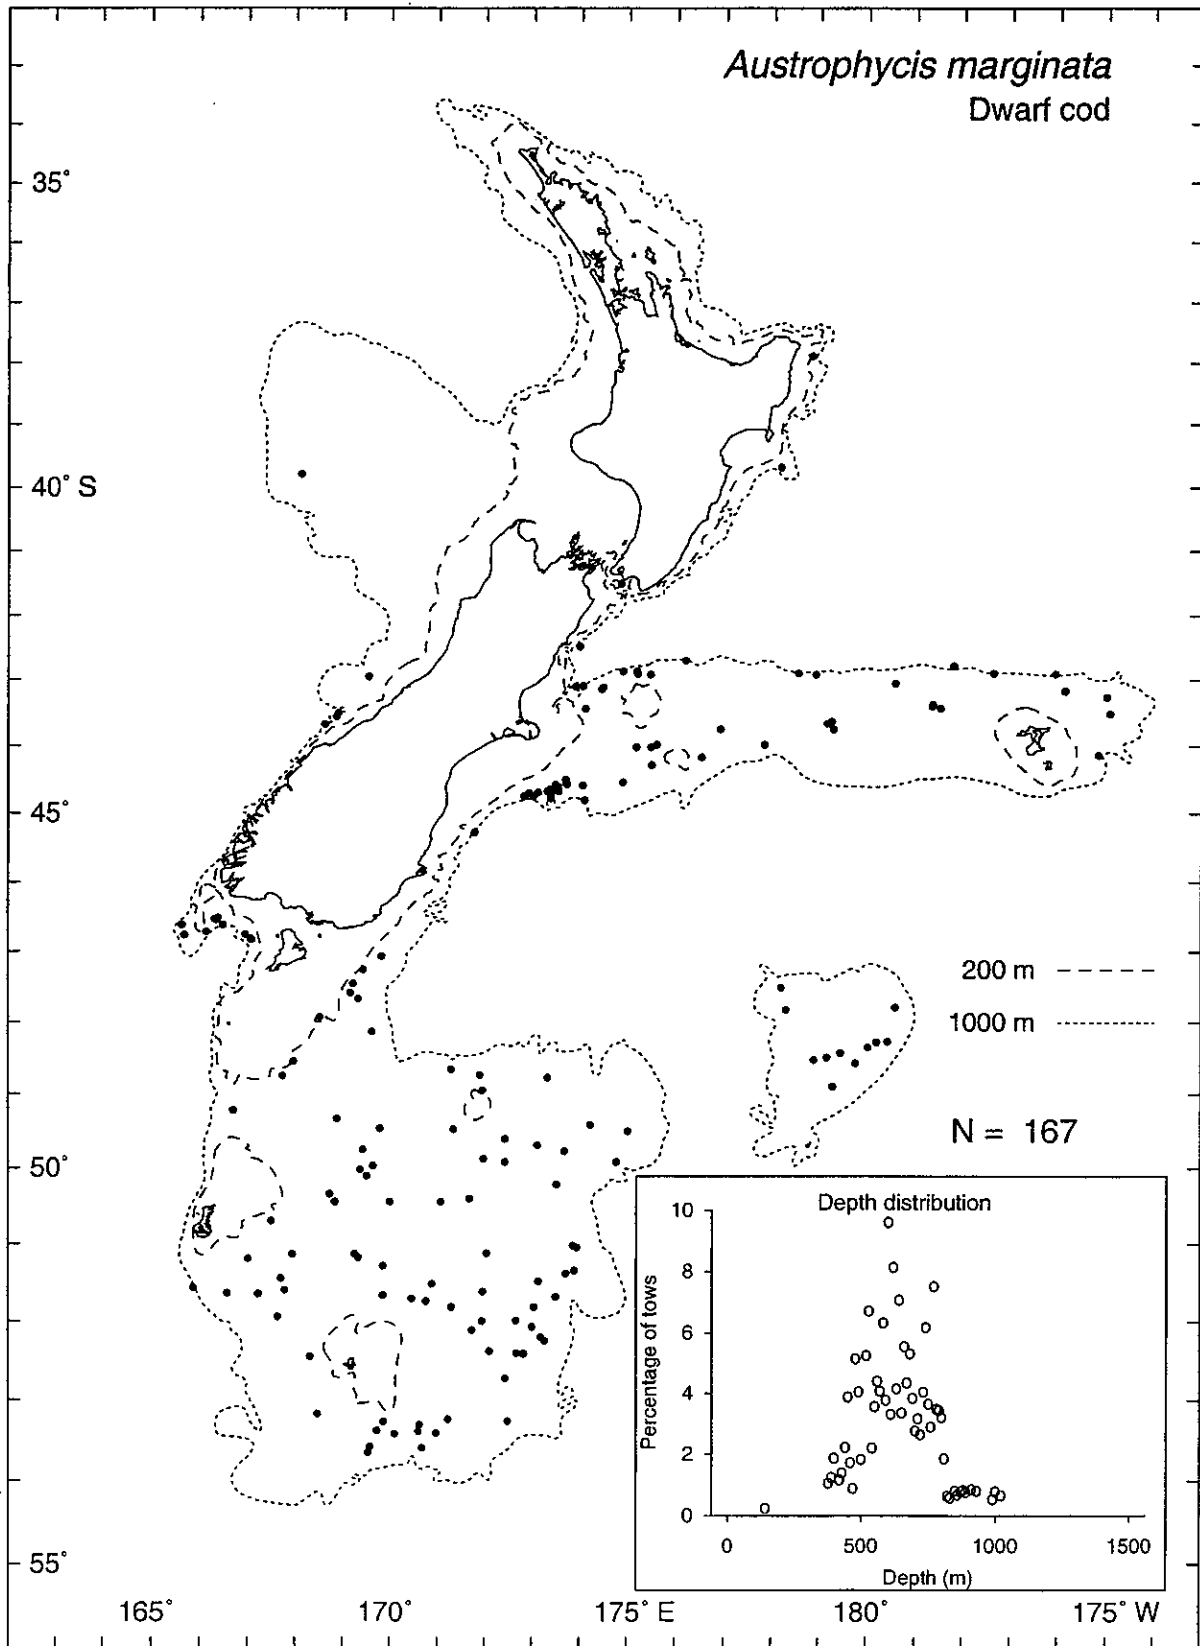 Austrophycis marginata
Dwarf cod
35°
40° S
45°
50°
55°
200 m
1000 m
N = 167
Depth distribution
Percentage of tows
10
8
6
4
2
0
0 500 1000 1500
Depth (m)
165° 170° 175° E 180° 175° W